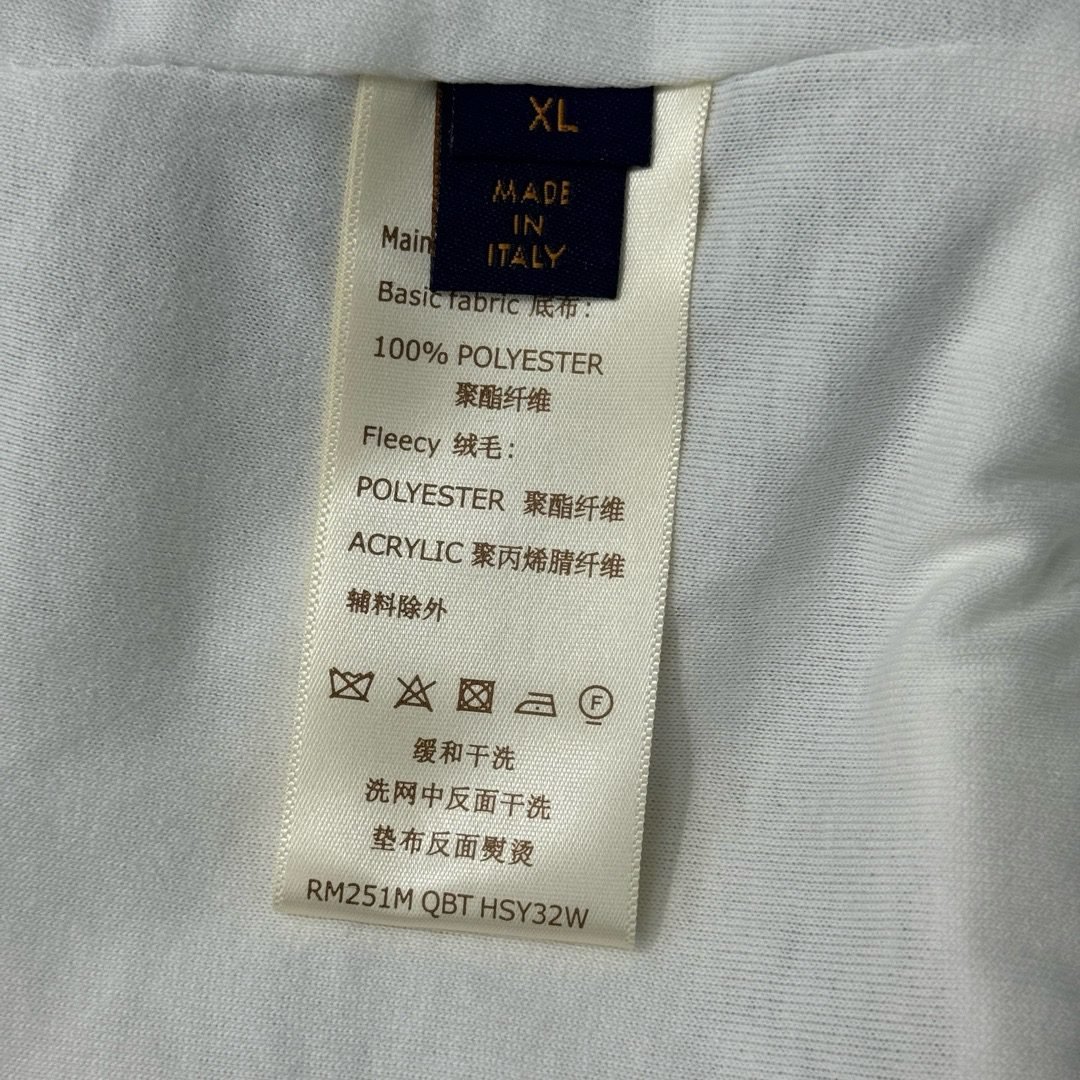 XL
MADE
IN
ITALY
Main
Basic fabric 底布:
100% POLYESTER
聚酯纤维
Fleecy 绒毛:
POLYESTER 聚酯纤维
ACRYLIC 聚丙烯腈纤维
辅料除外
F
缓和干洗
洗网中反面干洗
垫布反面熨烫
RM251M QBT HSY32W